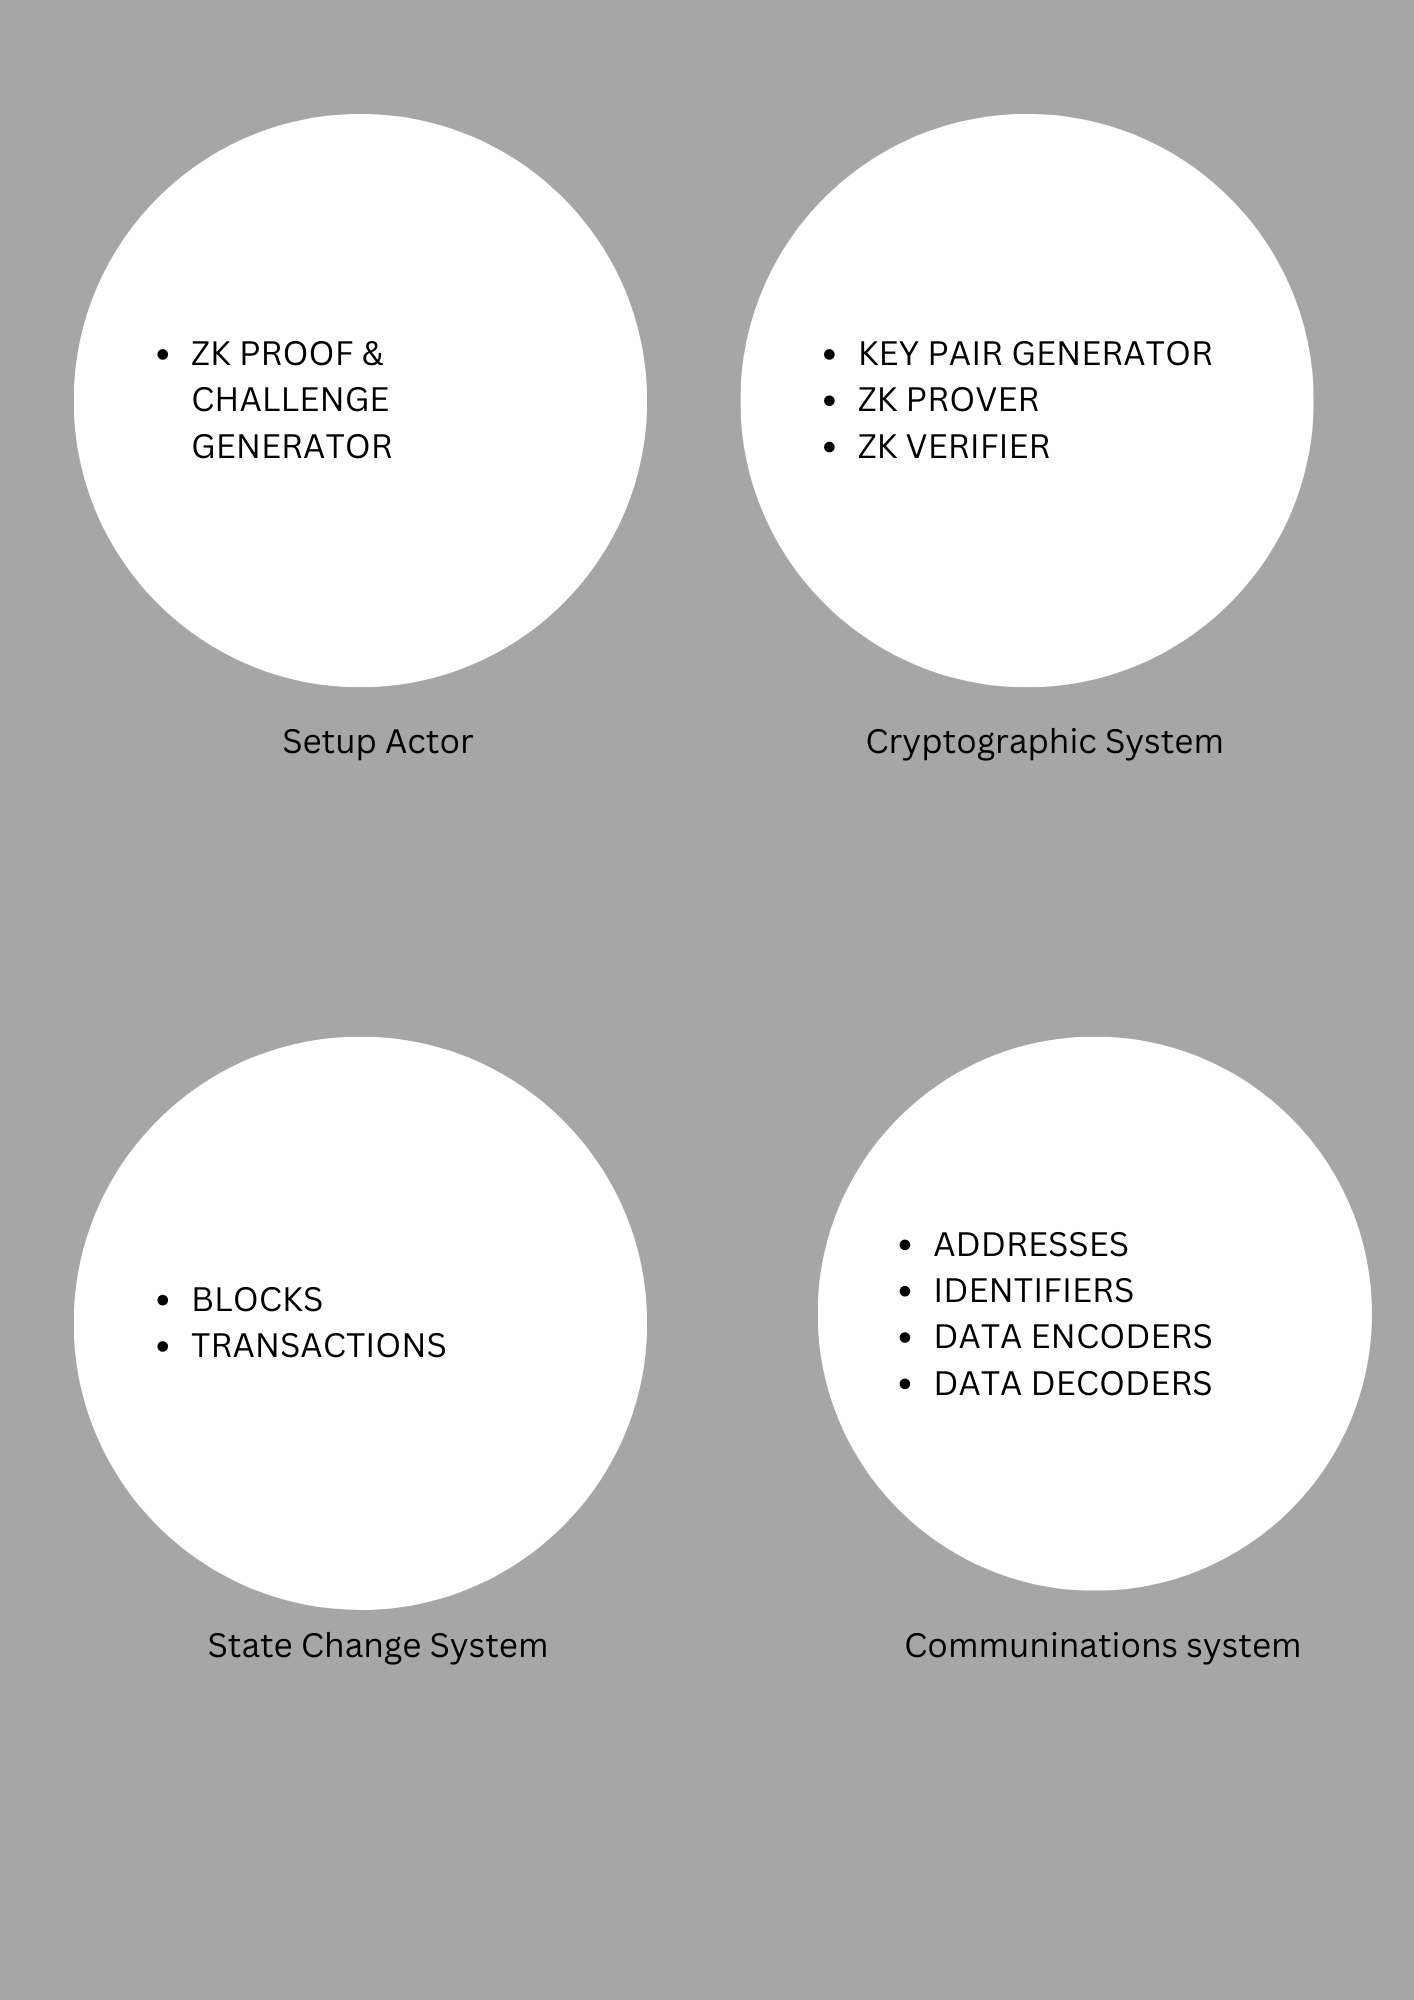 • ZK PROOF &
CHALLENGE
GENERATOR
• KEY PAIR GENERATOR
• ZK PROVER
• ZK VERIFIER
Setup Actor
Cryptographic System
• BLOCKS
• TRANSACTIONS
• ADDRESSES
• IDENTIFIERS
• DATA ENCODERS
• DATA DECODERS
State Change System
Communinations system